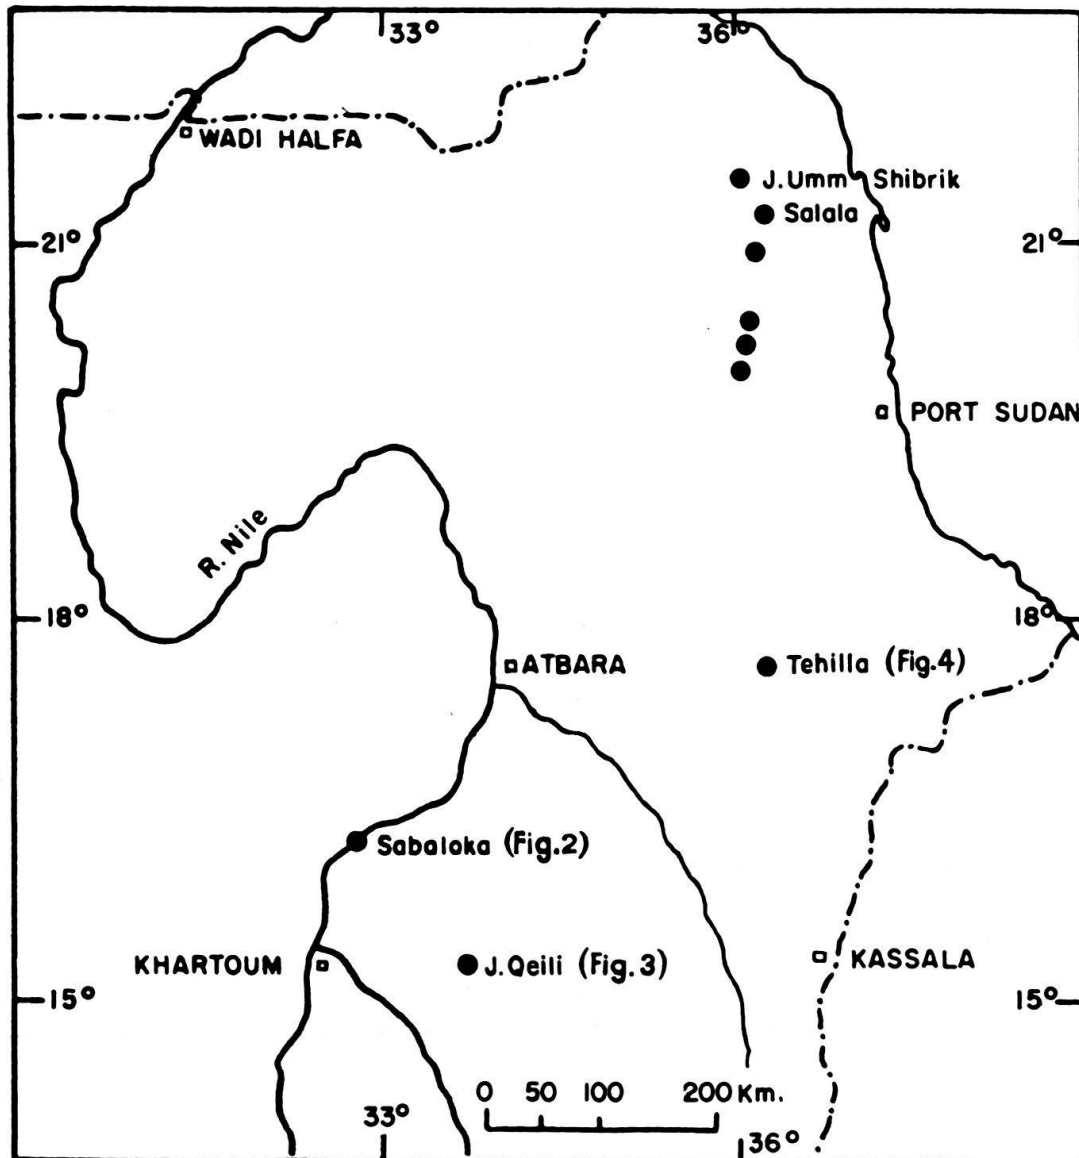 33°
36°
WADI HALFA
J.Umm Shibrik
Salala
21°
21°
PORT SUDAN
R. Nile
18°
18°
ATBARA
Tehilla (Fig.4)
Sabaloka (Fig.2)
KHARTOUM
J.Qeili (Fig.3)
KASSALA
15°
15°
0 50 100 200 Km.
33°
36°